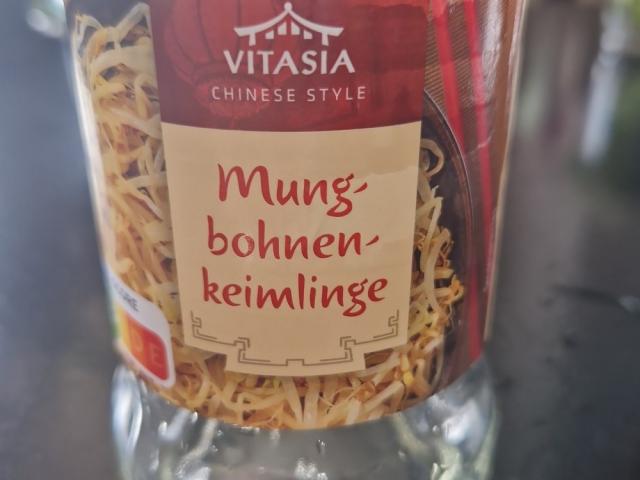 VITASIA
CHINESE STYLE
Mung-
bohnen-
keimlinge
D E